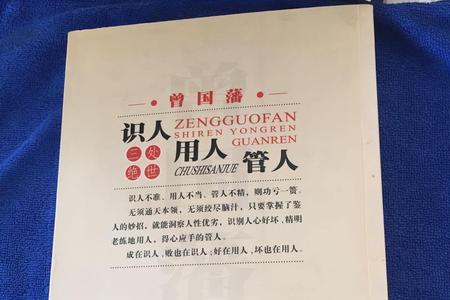 曾国藩
ZENGGUOFAN
识人 SHIREN YONGREN
用人 GUANREN
三 处
绝 世
CHUSHISANJUE 管人
识人不准、用人不当、管人不精，则功亏一篑。
无须通天本领，无须绞尽脑汁，只要掌握了鉴
人的妙招，就能洞察人性优劣，识别人心好坏，精明
老练地用人，得心应手的管人。
成在识人，败也在识人；好在用人，坏也在用人。